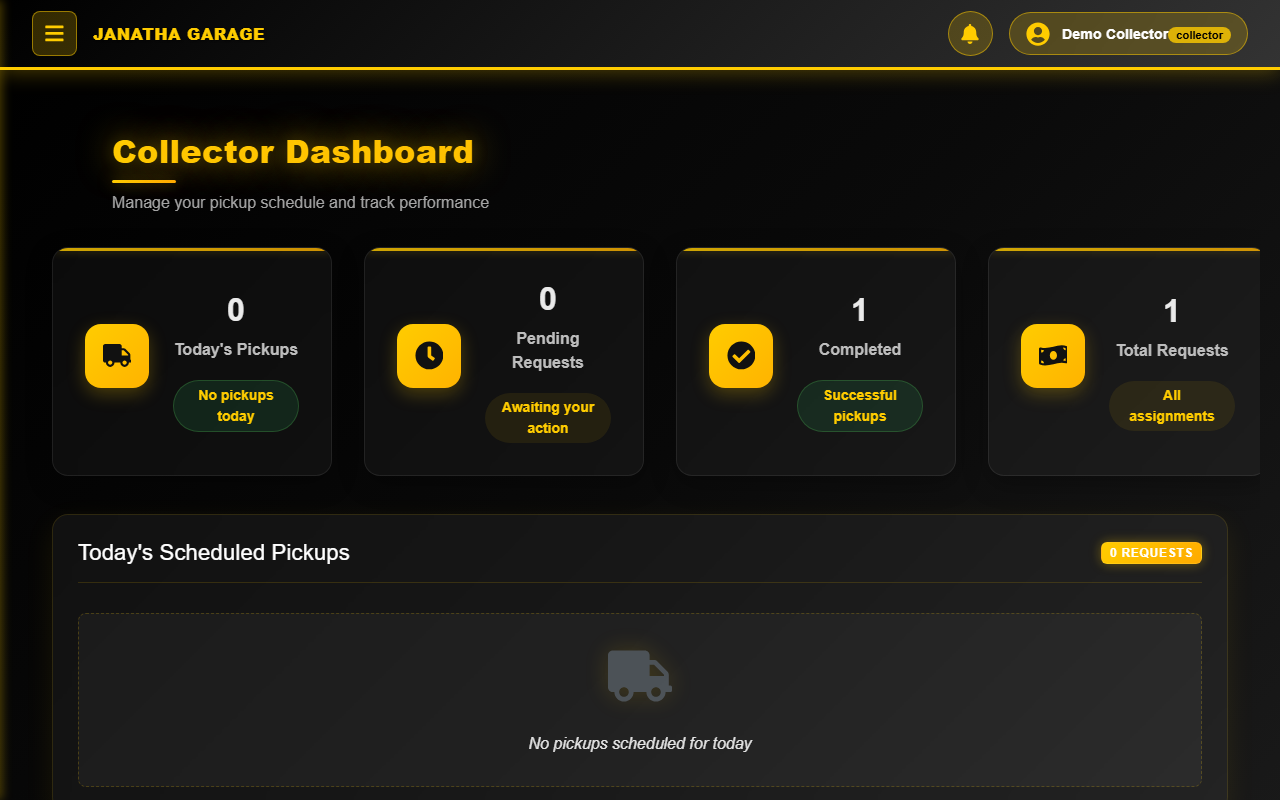 JANATHA GARAGE
Demo Collector collector
Collector Dashboard
Manage your pickup schedule and track performance
0
Today's Pickups
No pickups
today
0
Pending
Requests
Awaiting your
action
1
Completed
Successful
pickups
1
Total Requests
All
assignments
Today's Scheduled Pickups
0 REQUESTS
No pickups scheduled for today